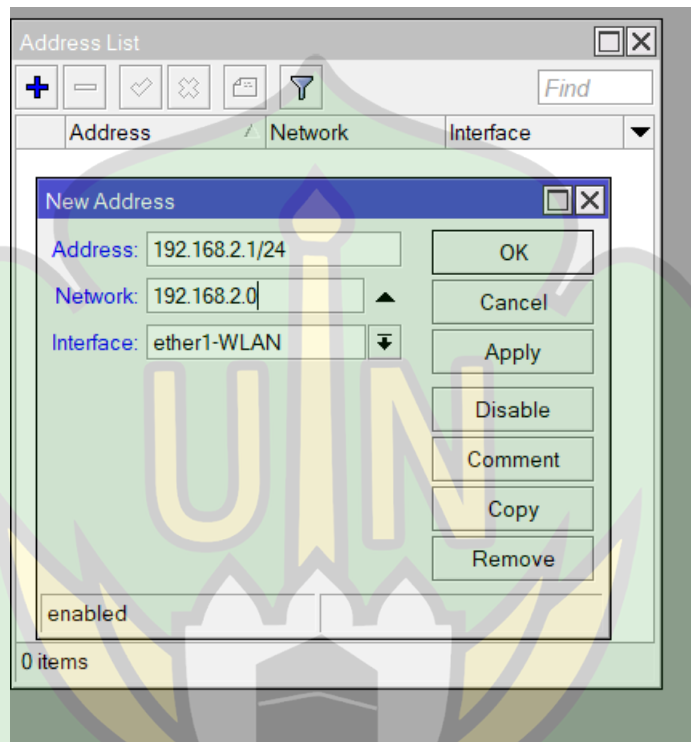 Address List
Find
Address Network Interface
New Address
Address: 192.168.2.1/24 OK
Network: 192.168.2.0 Cancel
Interface: ether1-WLAN Apply
Disable
Comment
Copy
Remove
enabled
0 items
UIN